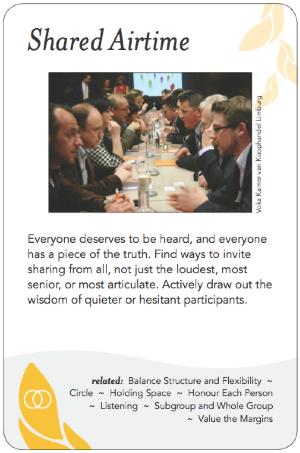 Shared Airtime
Voka Kamer van Koophandel Limburg
Everyone deserves to be heard, and everyone
has a piece of the truth. Find ways to invite
sharing from all, not just the loudest, most
senior, or most articulate. Actively draw out the
wisdom of quieter or hesitant participants.
related: Balance Structure and Flexibility ~
Circle ~ Holding Space ~ Honour Each Person
~ Listening ~ Subgroup and Whole Group
~ Value the Margins